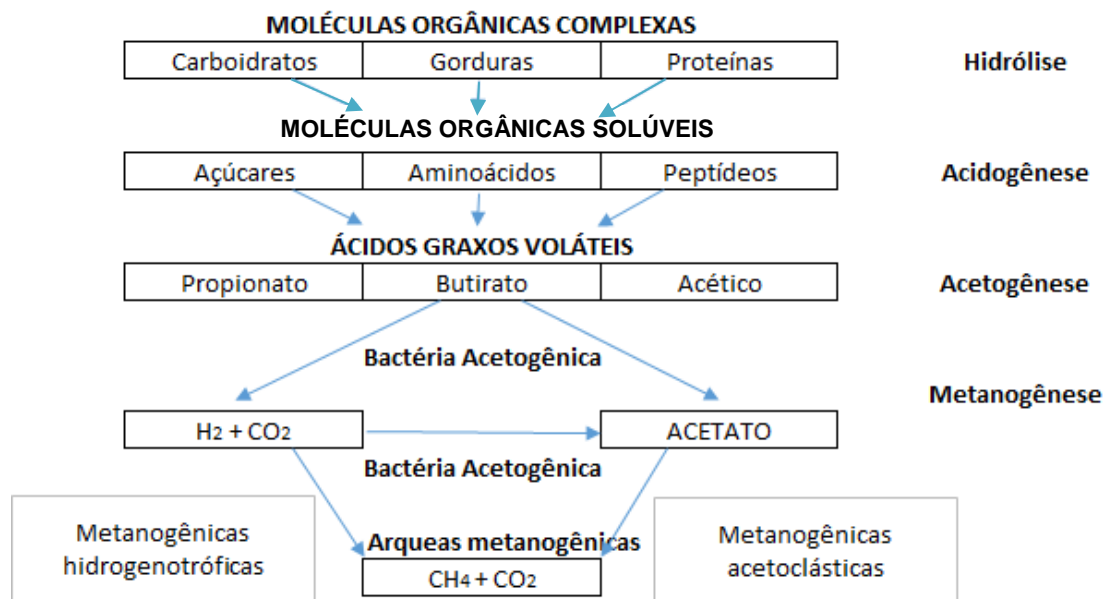 MOLÉCULAS ORGÂNICAS COMPLEXAS
Carboidratos Gorduras Proteínas Hidrólise
MOLÉCULAS ORGÂNICAS SOLÚVEIS
Açúcares Aminoácidos Peptídeos Acidogênese
ÁCIDOS GRAXOS VOLÁTEIS
Propionato Butirato Acético Acetogênese
Bactéria Acetogênica
Metanogênese
H2 + CO2 ACETATO
Bactéria Acetogênica
Metanogênicas
hidrogenotróficas
Arqueas metanogênicas
CH4 + CO2
Metanogênicas
acetoclásticas